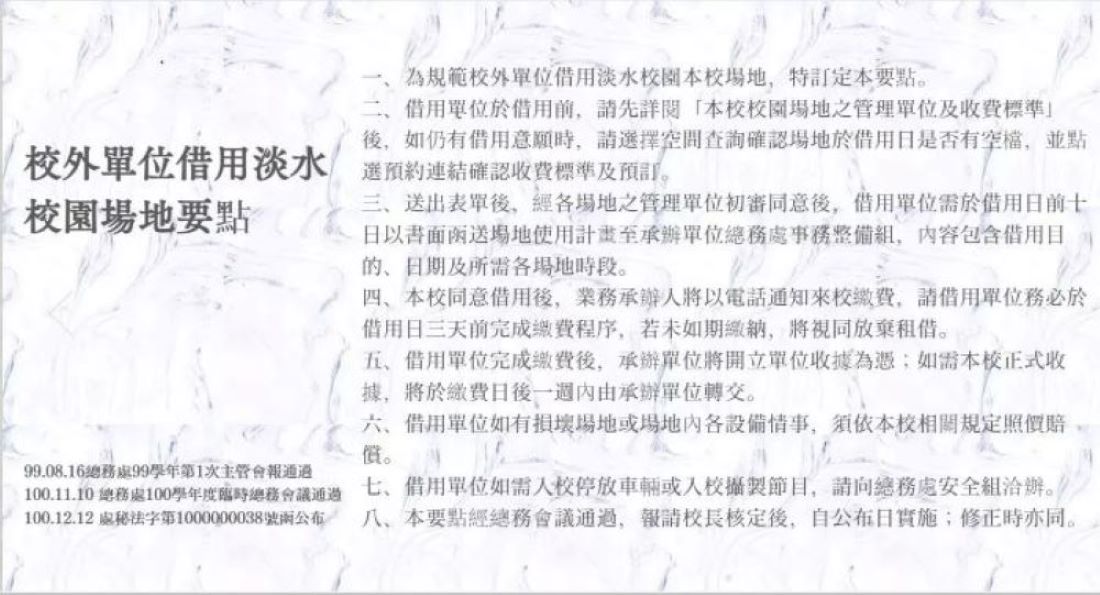 校外單位借用淡水
校園場地要點
99.08.16總務處99學年第1次主管會報通過
100.11.10 總務處100學年度臨時總務會議通過
100.12.12 處秘法字第1000000038號函公布
一、為規範校外單位借用淡水校園本校場地，特訂定本要點。
二、借用單位於借用前，請先詳閱「本校校園場地之管理單位及收費標準」
後，如仍有借用意願時，請選擇空間查詢確認場地於借用日是否有空檔，並點
選預約連結確認收費標準及預訂。
三、送出表單後，經各場地之管理單位初審同意後，借用單位需於借用日前十
日以書面函送場地使用計畫至承辦單位總務處事務整備組，內容包含借用目
的、日期及所需各場地時段。
四、本校同意借用後，業務承辦人將以電話通知來校繳費，請借用單位務必於
借用日三天前完成繳費程序，若未如期繳納，將視同放棄租借。
五、借用單位完成繳費後，承辦單位將開立單位收據為憑；如需本校正式收
據，將於繳費日後一週內由承辦單位轉交。
六、借用單位如有損壞場地或場地內各設備情事，須依本校相關規定照價賠
償。
七、借用單位如需入校停放車輛或入校攝製節目，請向總務處安全組洽辦。
八、本要點經總務會議通過，報請校長核定後，自公布日實施；修正時亦同。